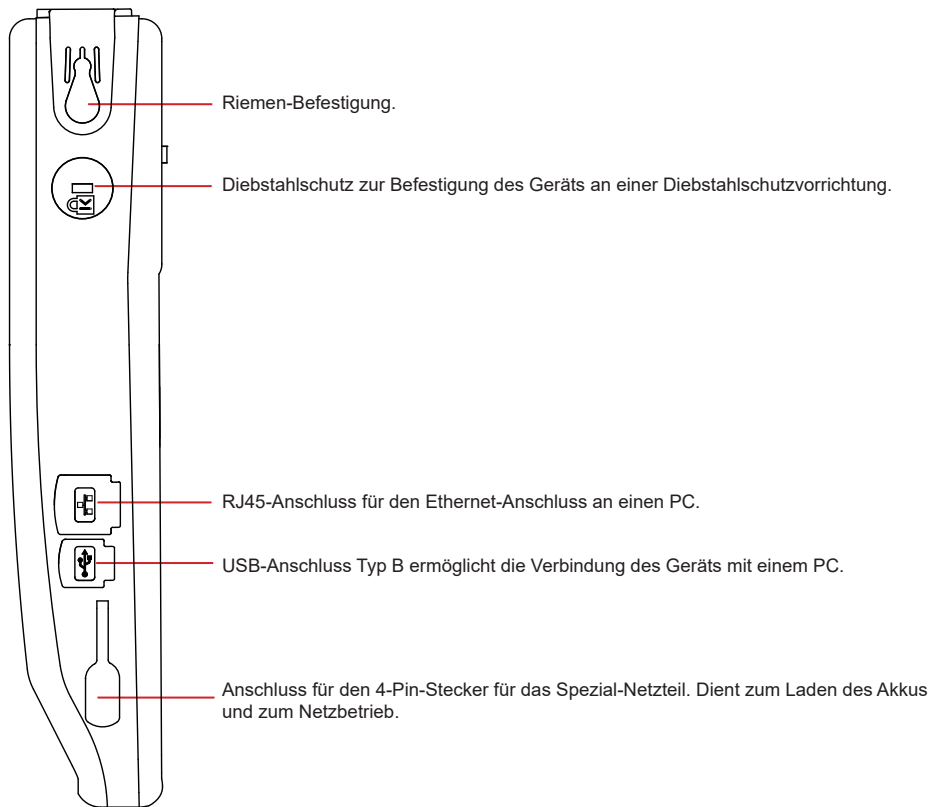 Riemen-Befestigung.
Diebstahlschutz zur Befestigung des Geräts an einer Diebstahlschutzvorrichtung.
K
RJ45-Anschluss für den Ethernet-Anschluss an einen PC.
USB-Anschluss Typ B ermöglicht die Verbindung des Geräts mit einem PC.
Anschluss für den 4-Pin-Stecker für das Spezial-Netzteil. Dient zum Laden des Akkus
und zum Netzbetrieb.